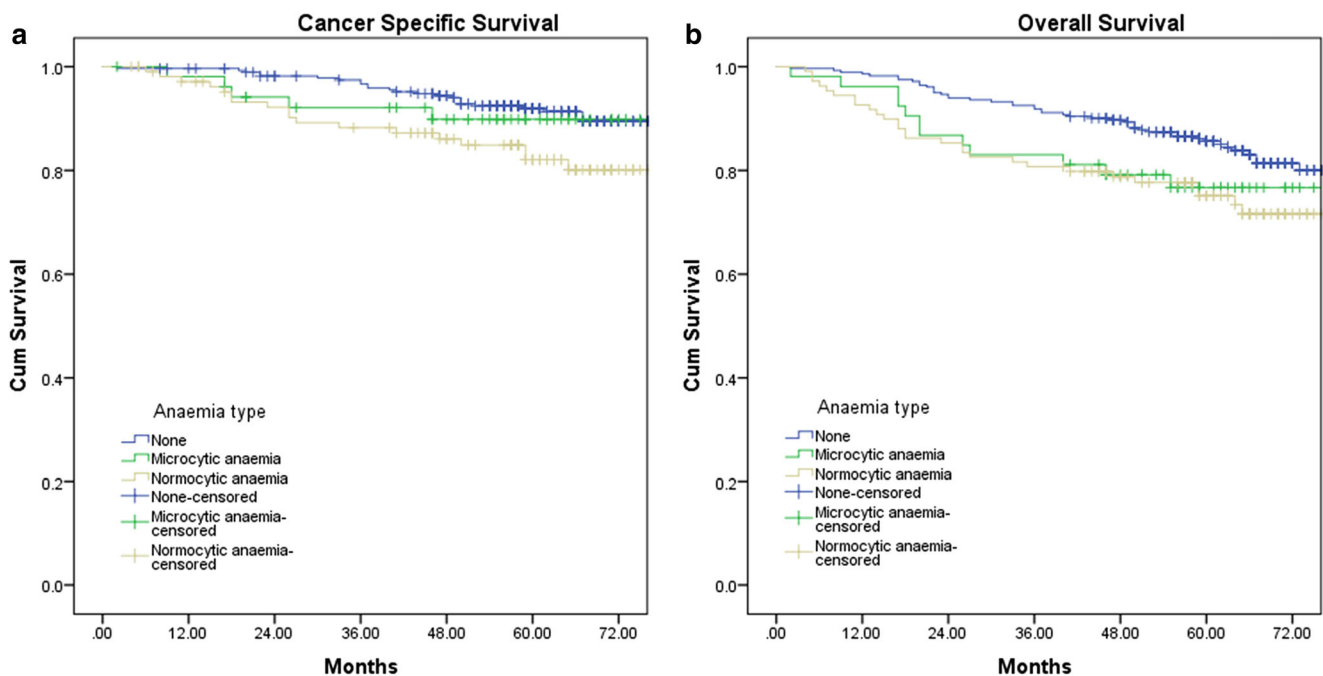 a
Cancer Specific Survival
Cum Survival
1.0
0.8
0.6
0.4
0.2
0.0
Anaemia type
None
Microcytic anaemia
Normocytic anaemia
None-censored
Microcytic anaemia-
censored
Normocytic anaemia-
censored
.00 12.00 24.00 36.00 48.00 60.00 72.00
Months
b
Overall Survival
Cum Survival
1.0
0.8
0.6
0.4
0.2
0.0
Anaemia type
None
Microcytic anaemia
Normocytic anaemia
None-censored
Microcytic anaemia-
censored
Normocytic anaemia-
censored
.00 12.00 24.00 36.00 48.00 60.00 72.00
Months